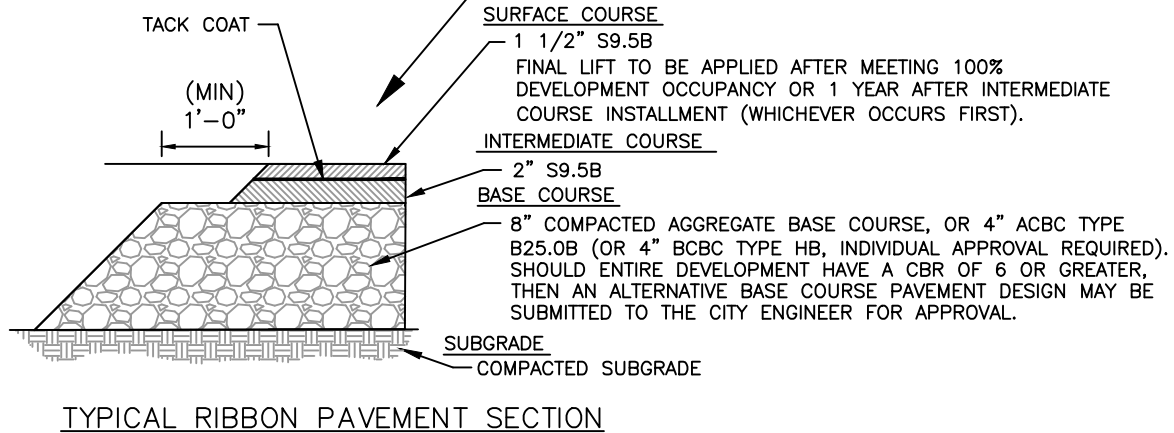 TACK COAT
(MIN)
1'-0"
SURFACE COURSE
1 1/2" S9.5B
FINAL LIFT TO BE APPLIED AFTER MEETING 100%
DEVELOPMENT OCCUPANCY OR 1 YEAR AFTER INTERMEDIATE
COURSE INSTALLMENT (WHICHEVER OCCURS FIRST).
INTERMEDIATE COURSE
2" S9.5B
BASE COURSE
8" COMPACTED AGGREGATE BASE COURSE, OR 4" ACBC TYPE
B25.0B (OR 4" BCBC TYPE HB, INDIVIDUAL APPROVAL REQUIRED).
SHOULD ENTIRE DEVELOPMENT HAVE A CBR OF 6 OR GREATER,
THEN AN ALTERNATIVE BASE COURSE PAVEMENT DESIGN MAY BE
SUBMITTED TO THE CITY ENGINEER FOR APPROVAL.
SUBGRADE
COMPACTED SUBGRADE
TYPICAL RIBBON PAVEMENT SECTION